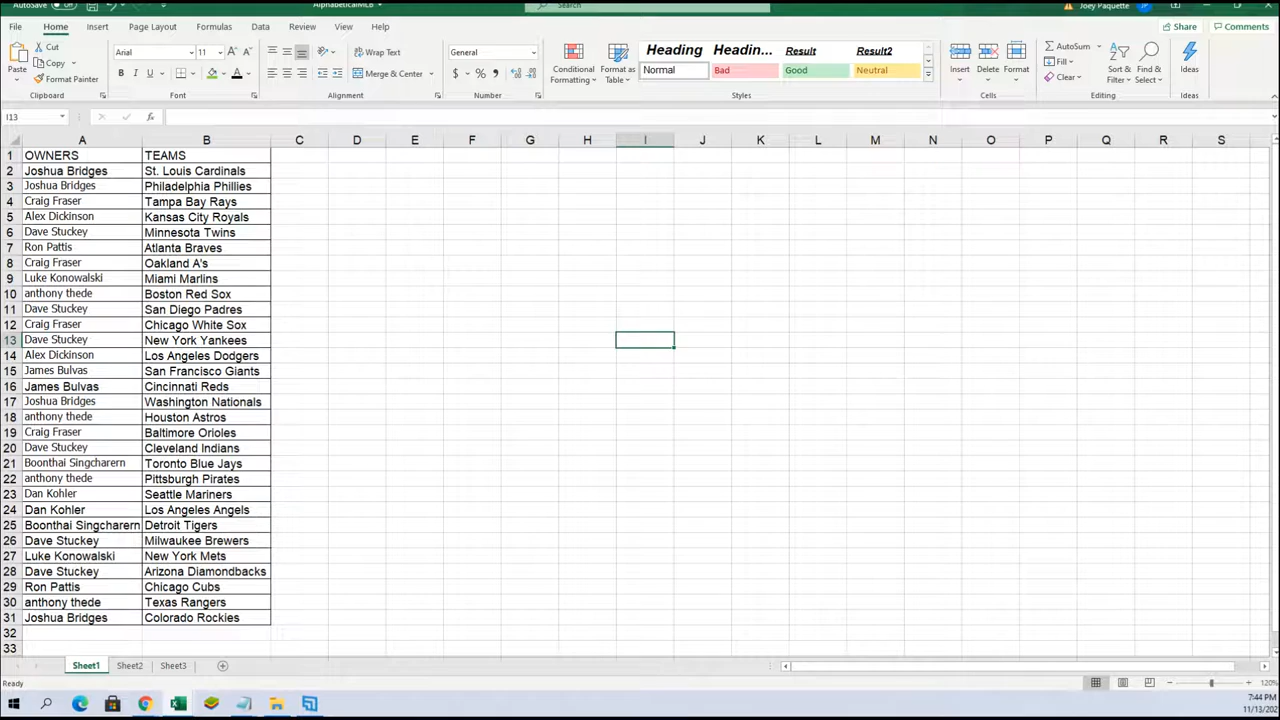 AutoSave Off AlphabeticalMLB Search Joey Paquette JP
File Home Insert Page Layout Formulas Data Review View Help Share Comments
Paste Cut Copy Format Painter Clipboard
Arial 11 A A B I U A Font
Wrap Text Merge & Center Alignment
General $ % Number
Conditional Formatting Format as Table
Heading Headin... Result Result2
Normal Bad Good Neutral
Styles
Insert Delete Format Cells
AutoSum Fill Clear Sort & Filter Find & Select Editing
Ideas Ideas
I13 fx
A B C D E F G H I J K L M N O P Q R S
1 OWNERS TEAMS
2 Joshua Bridges St. Louis Cardinals
3 Joshua Bridges Philadelphia Phillies
4 Craig Fraser Tampa Bay Rays
5 Alex Dickinson Kansas City Royals
6 Dave Stuckey Minnesota Twins
7 Ron Pattis Atlanta Braves
8 Craig Fraser Oakland A's
9 Luke Konowalski Miami Marlins
10 anthony thede Boston Red Sox
11 Dave Stuckey San Diego Padres
12 Craig Fraser Chicago White Sox
13 Dave Stuckey New York Yankees
14 Alex Dickinson Los Angeles Dodgers
15 James Bulvas San Francisco Giants
16 James Bulvas Cincinnati Reds
17 Joshua Bridges Washington Nationals
18 anthony thede Houston Astros
19 Craig Fraser Baltimore Orioles
20 Dave Stuckey Cleveland Indians
21 Boonthai Singcharern Toronto Blue Jays
22 anthony thede Pittsburgh Pirates
23 Dan Kohler Seattle Mariners
24 Dan Kohler Los Angeles Angels
25 Boonthai Singcharern Detroit Tigers
26 Dave Stuckey Milwaukee Brewers
27 Luke Konowalski New York Mets
28 Dave Stuckey Arizona Diamondbacks
29 Ron Pattis Chicago Cubs
30 anthony thede Texas Rangers
31 Joshua Bridges Colorado Rockies
32
33
Sheet1 Sheet2 Sheet3
Ready 120%
7:44 PM
11/13/202